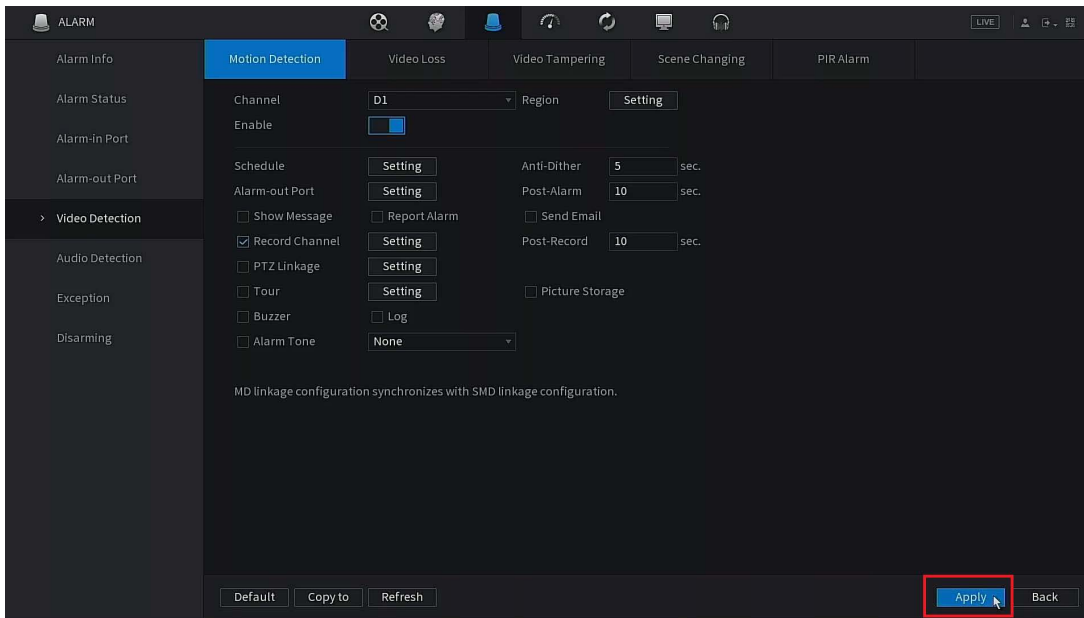 ALARM
LIVE
Alarm Info
Alarm Status
Alarm-in Port
Alarm-out Port
> Video Detection
Audio Detection
Exception
Disarming
Motion Detection Video Loss Video Tampering Scene Changing PIR Alarm
Channel D1 Region Setting
Enable
Schedule Setting Anti-Dither 5 sec.
Alarm-out Port Setting Post-Alarm 10 sec.
Show Message Report Alarm Send Email
Record Channel Setting Post-Record 10 sec.
PTZ Linkage Setting
Tour Setting Picture Storage
Buzzer Log
Alarm Tone None
MD linkage configuration synchronizes with SMD linkage configuration.
Default Copy to Refresh Apply Back